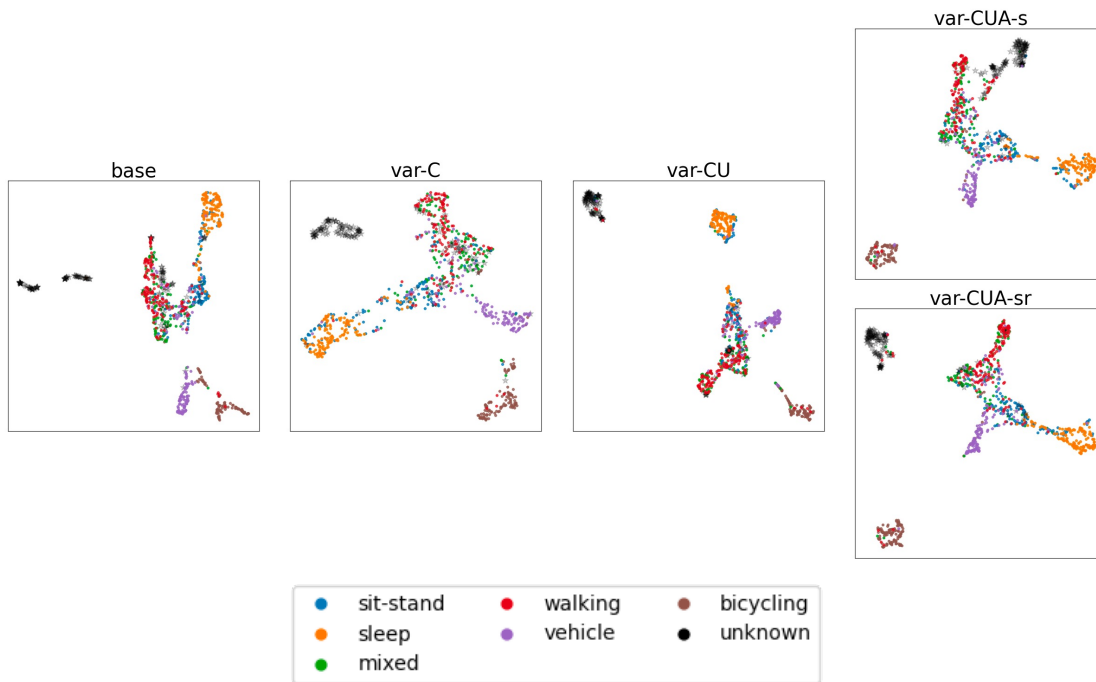 var-CUA-s
base
var-C
var-CU
var-CUA-sr
sit-stand
walking
bicycling
sleep
vehicle
unknown
mixed